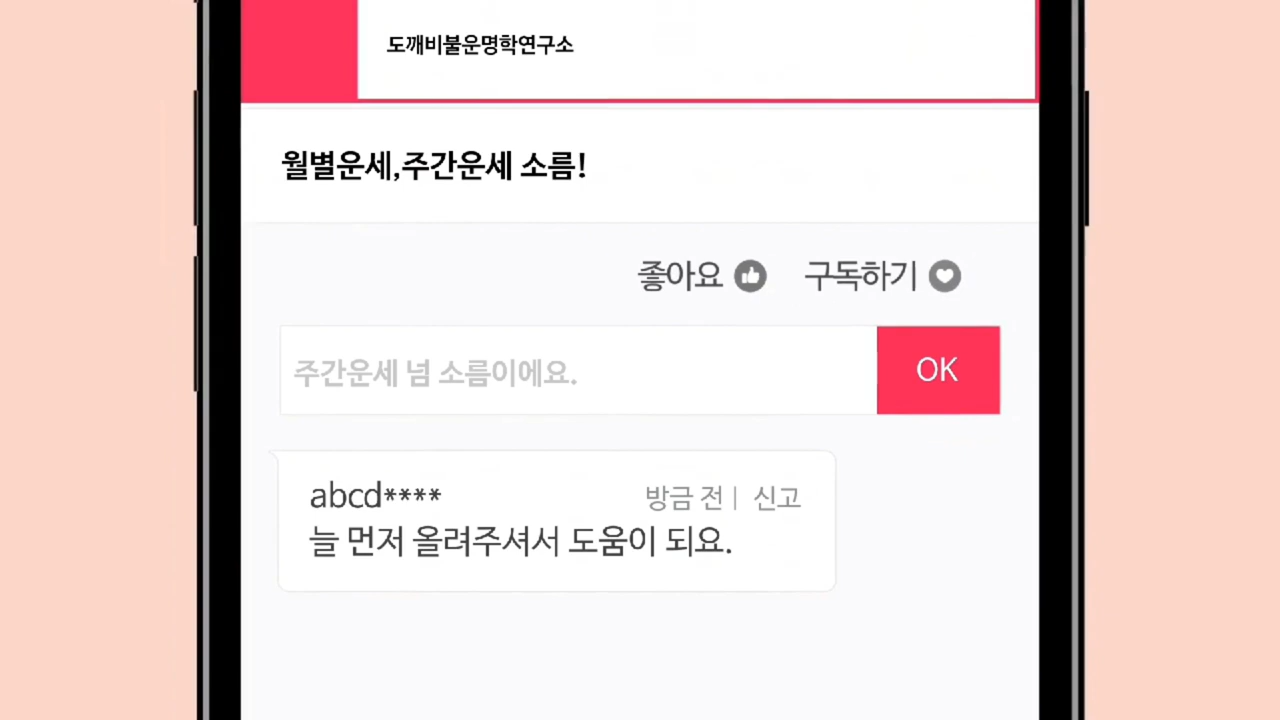 도깨비불운명학연구소
월별운세,주간운세 소름!
좋아요 구독하기
주간운세 넘 소름이에요.
OK
abcd**** 방금 전 | 신고
늘 먼저 올려주셔서 도움이 되요.